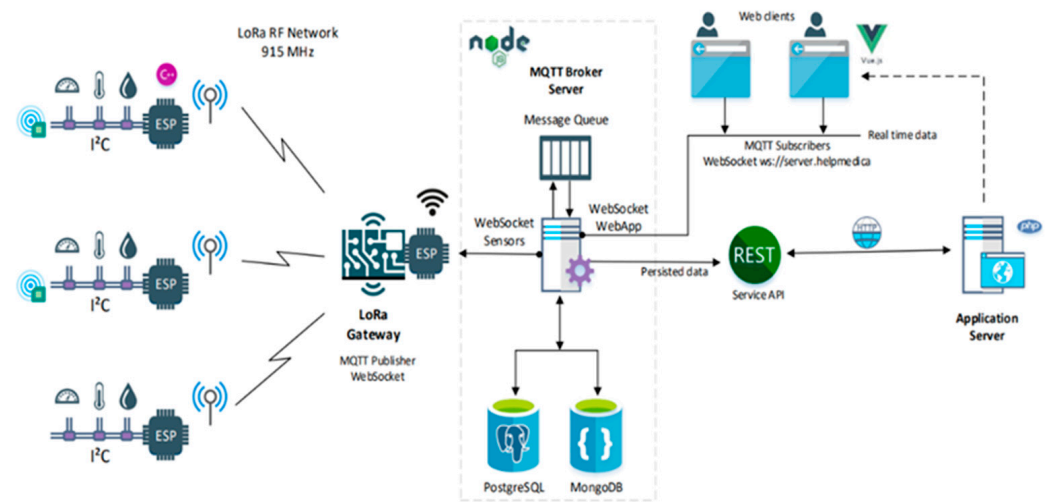 LoRa RF Network
915 MHz
C++
ESP
I²C
ESP
I²C
ESP
I²C
ESP
LoRa
Gateway
MQTT Publisher
WebSocket
node
JS
MQTT Broker
Server
Message Queue
WebSocket
Sensors
WebSocket
WebApp
Persisted data
PostgreSQL
{ }
MongoDB
Web clients
Vue.js
Real time data
MQTT Subscribers
WebSocket ws://server.helpmedica
REST
Service API
HTTP
php
Application
Server